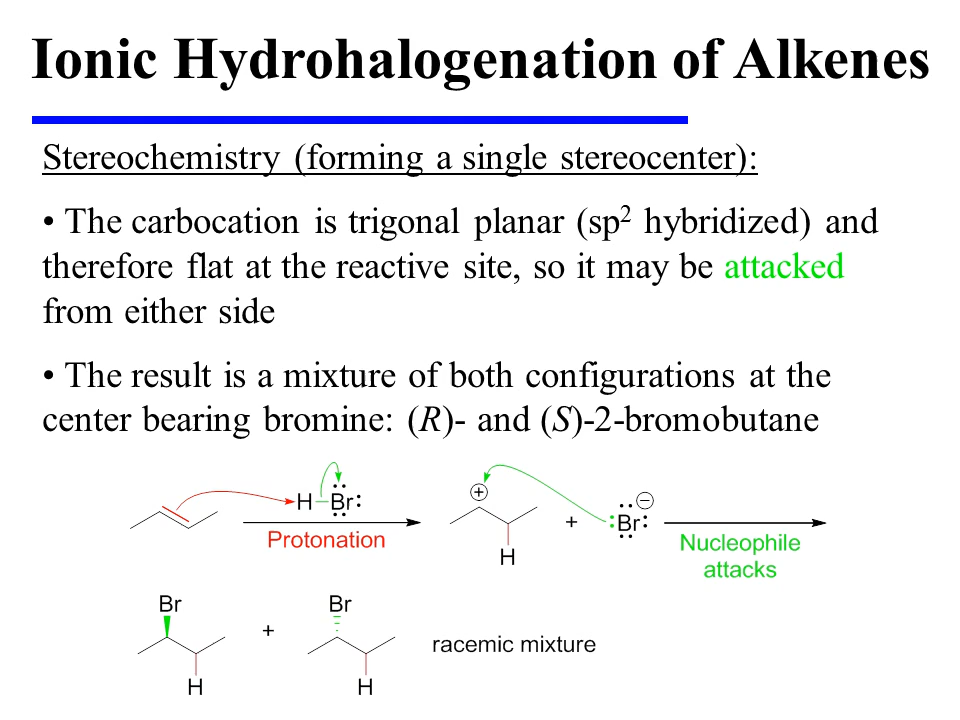 Ionic Hydrohalogenation of Alkenes
Stereochemistry (forming a single stereocenter):
• The carbocation is trigonal planar (sp² hybridized) and
therefore flat at the reactive site, so it may be attacked
from either side
• The result is a mixture of both configurations at the
center bearing bromine: (R)- and (S)-2-bromobutane
H Br
Protonation
+
H
+
Br −
Nucleophile
attacks
Br
H
+
Br
H
racemic mixture